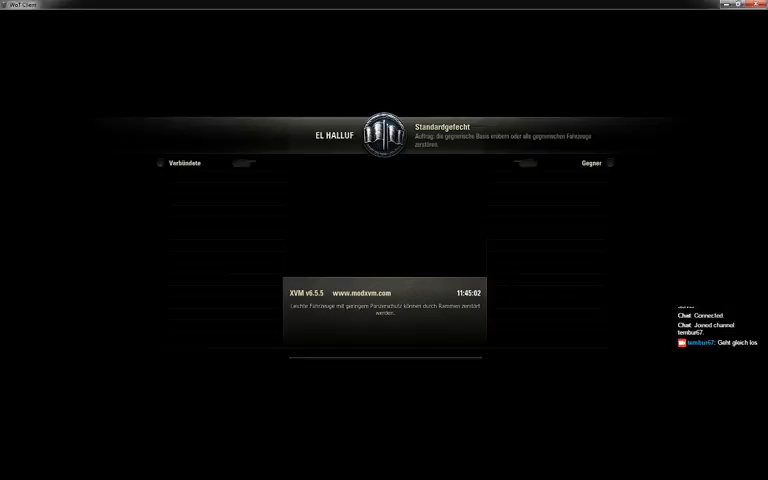 WoT Client
EL HALLUF
Standardgefecht
Auftrag: die gegnerische Basis erobern oder alle gegnerischen Fahrzeuge
zerstören.
Verbündete
Gegner
XVM v6.5.5 www.modxvm.com 11:45:02
Leichte Fahrzeuge mit geringem Panzerschutz können durch Rammen zerstört
werden.
Chat Connected
Chat Joined channel
tembur67.
tembur67: Geht gleich los